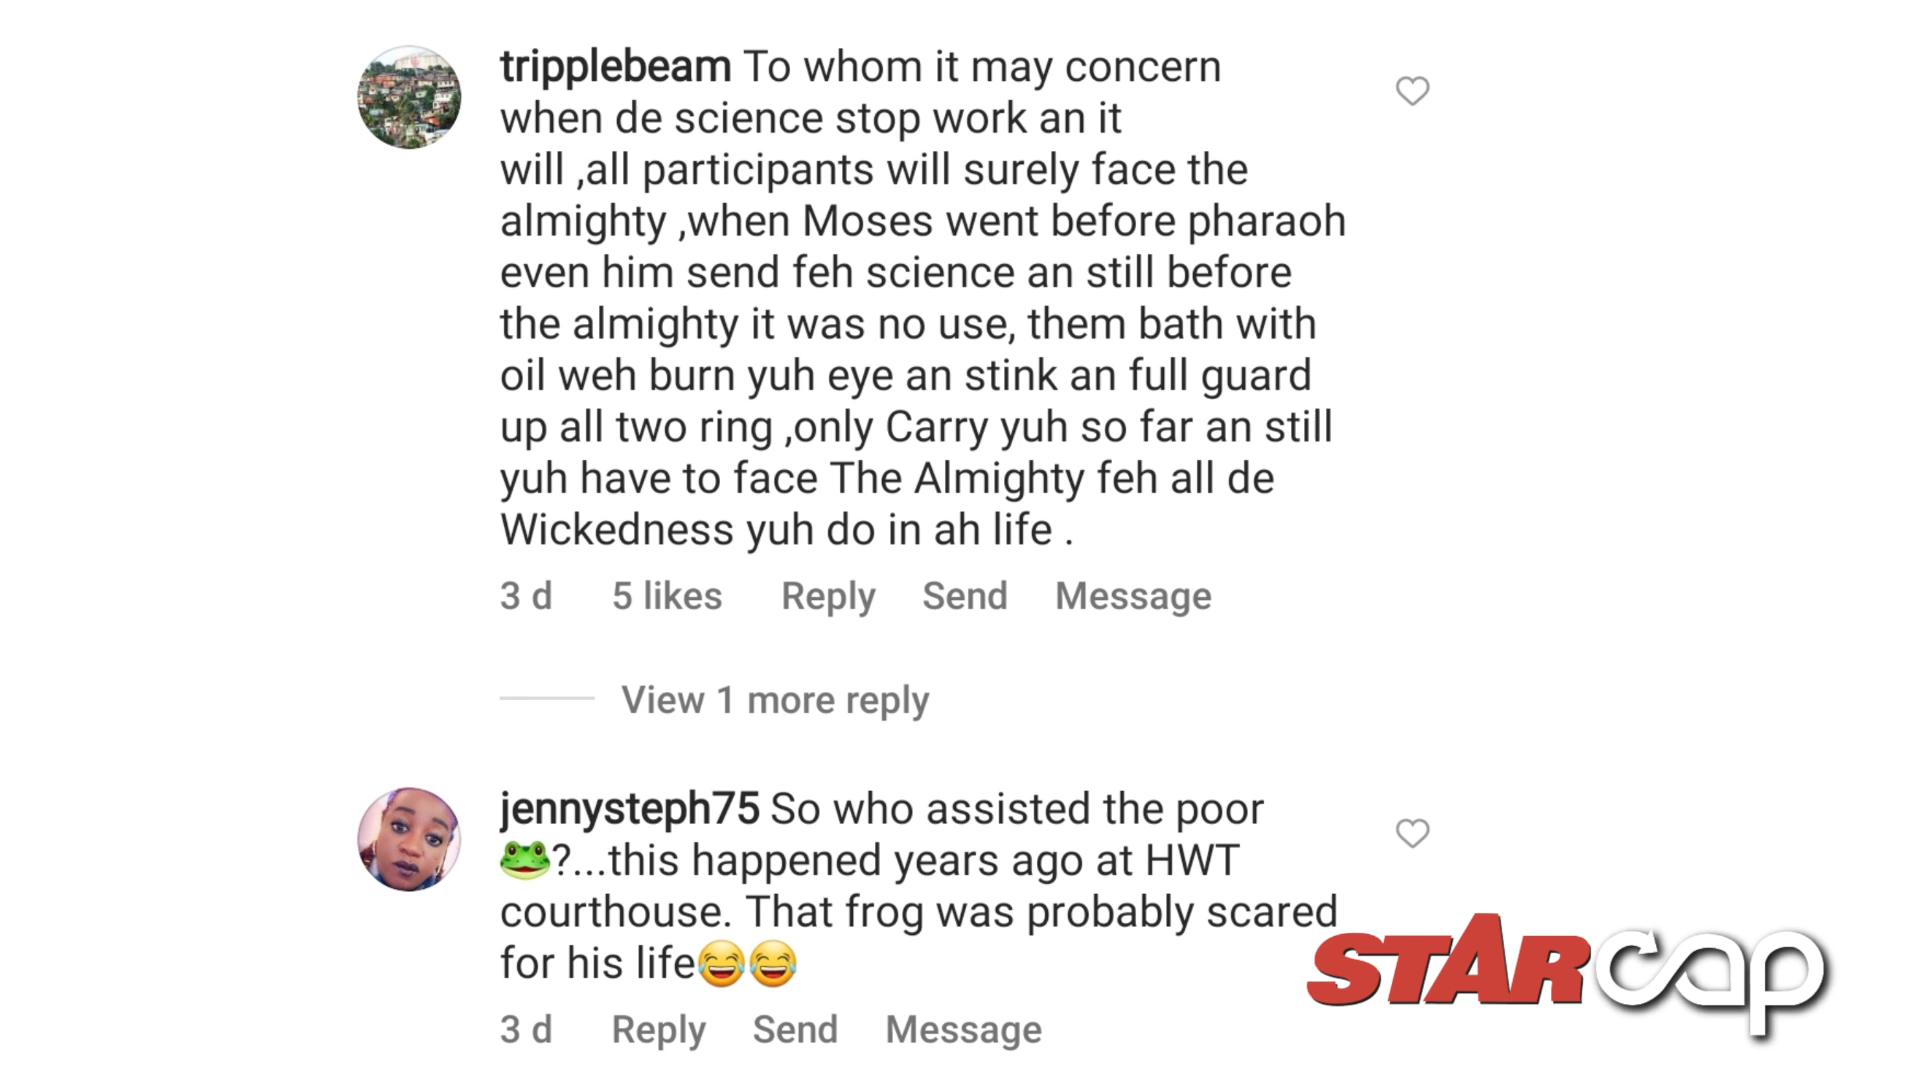 tripplebeam To whom it may concern
when de science stop work an it
will ,all participants will surely face the
almighty ,when Moses went before pharaoh
even him send feh science an still before
the almighty it was no use, them bath with
oil weh burn yuh eye an stink an full guard
up all two ring ,only Carry yuh so far an still
yuh have to face The Almighty feh all de
Wickedness yuh do in ah life .
3 d 5 likes Reply Send Message
View 1 more reply
jennysteph75 So who assisted the poor
🐸?...this happened years ago at HWT
courthouse. That frog was probably scared
for his life😂😂
3 d Reply Send Message
STAR cap